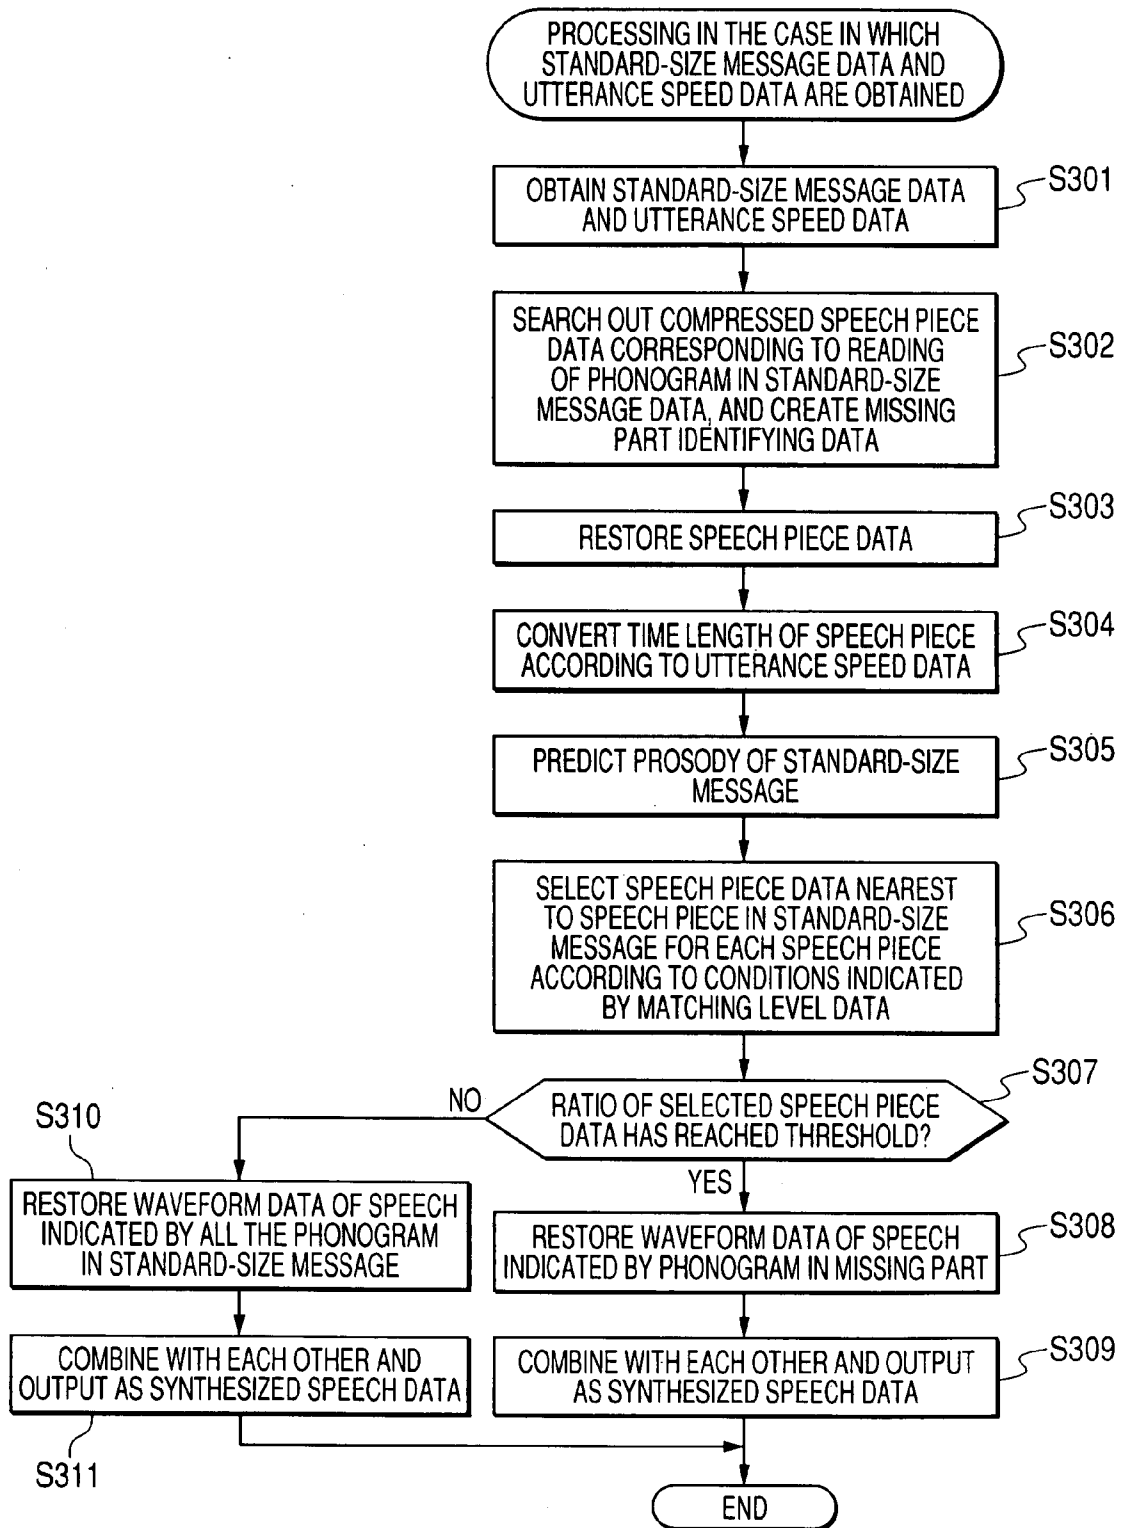 PROCESSING IN THE CASE IN WHICH
STANDARD-SIZE MESSAGE DATA AND
UTTERANCE SPEED DATA ARE OBTAINED
S301
OBTAIN STANDARD-SIZE MESSAGE DATA
AND UTTERANCE SPEED DATA
S302
SEARCH OUT COMPRESSED SPEECH PIECE
DATA CORRESPONDING TO READING
OF PHONOGRAM IN STANDARD-SIZE
MESSAGE DATA, AND CREATE MISSING
PART IDENTIFYING DATA
S303
RESTORE SPEECH PIECE DATA
S304
CONVERT TIME LENGTH OF SPEECH PIECE
ACCORDING TO UTTERANCE SPEED DATA
S305
PREDICT PROSODY OF STANDARD-SIZE
MESSAGE
S306
SELECT SPEECH PIECE DATA NEAREST
TO SPEECH PIECE IN STANDARD-SIZE
MESSAGE FOR EACH SPEECH PIECE
ACCORDING TO CONDITIONS INDICATED
BY MATCHING LEVEL DATA
S307
RATIO OF SELECTED SPEECH PIECE
DATA HAS REACHED THRESHOLD?
NO
YES
S310
RESTORE WAVEFORM DATA OF SPEECH
INDICATED BY ALL THE PHONOGRAM
IN STANDARD-SIZE MESSAGE
S308
RESTORE WAVEFORM DATA OF SPEECH
INDICATED BY PHONOGRAM IN MISSING PART
COMBINE WITH EACH OTHER AND
OUTPUT AS SYNTHESIZED SPEECH DATA
S311
S309
COMBINE WITH EACH OTHER AND OUTPUT
AS SYNTHESIZED SPEECH DATA
END